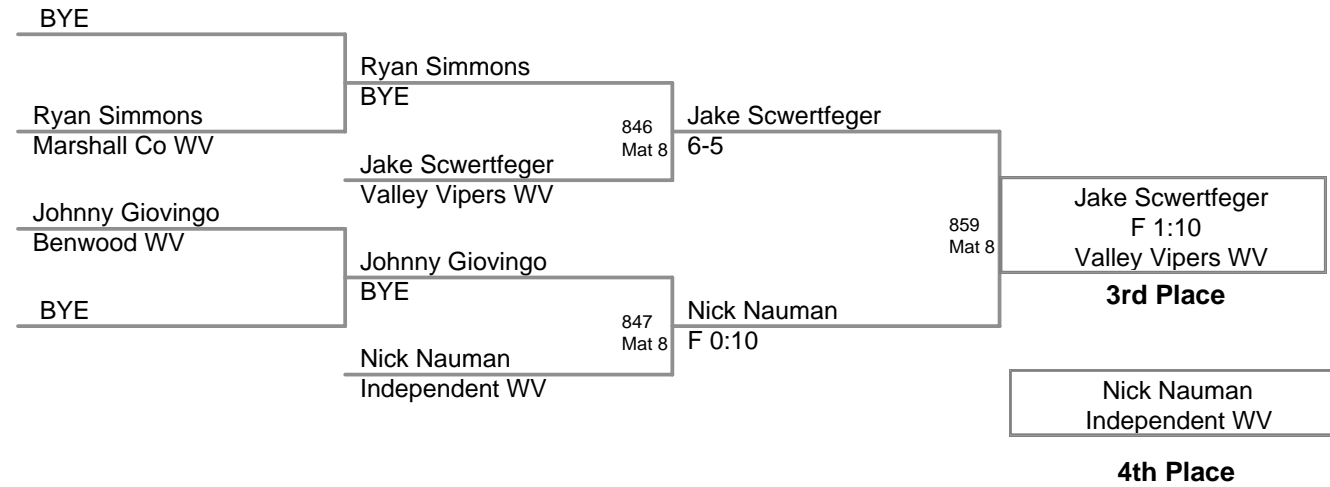 BYE
Ryan Simmons
BYE
Ryan Simmons
Marshall Co WV
846
Mat 8
Jake Scwertfeger
6-5
Jake Scwertfeger
Valley Vipers WV
Johnny Giovingo
Benwood WV
859
Mat 8
Jake Scwertfeger
F 1:10
Valley Vipers WV
3rd Place
Johnny Giovingo
BYE
BYE
847
Mat 8
Nick Nauman
F 0:10
Nick Nauman
Independent WV
Nick Nauman
Independent WV
4th Place